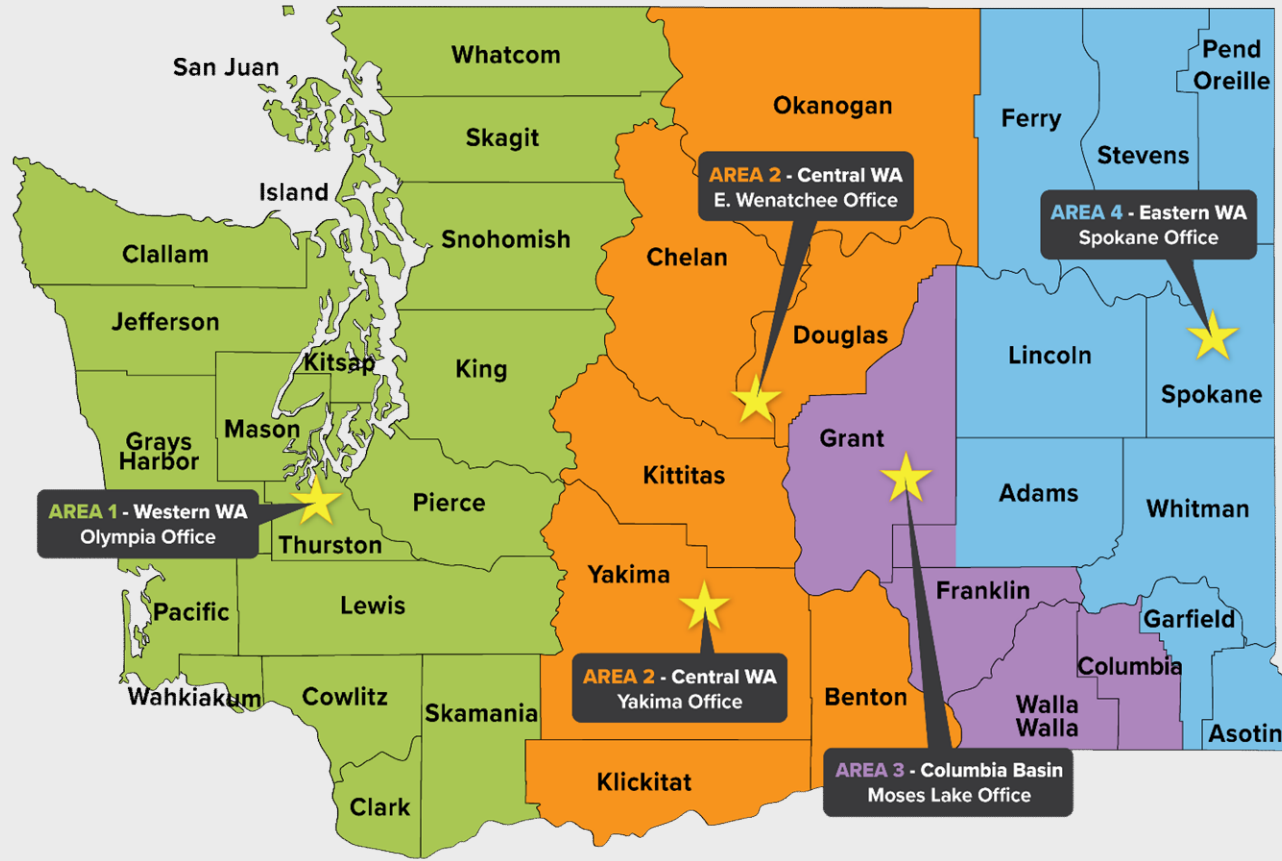 Whatcom
Pend
Oreille
San Juan
Okanogan
Ferry
Skagit
Stevens
AREA 2 - Central WA
E. Wenatchee Office
Island
AREA 4 - Eastern WA
Spokane Office
Snohomish
Clallam
Chelan
Jefferson
Douglas
Lincoln
Kitsap
King
Spokane
Mason
Grays
Harbor
Grant
Kittitas
Adams
Pierce
Whitman
AREA 1 - Western WA
Olympia Office
Thurston
Yakima
Franklin
Lewis
Pacific
Garfield
Columbia
AREA 2 - Central WA
Yakima Office
Wahkiakum
Cowlitz
Benton
Skamania
Walla
Walla
Asotin
AREA 3 - Columbia Basin
Moses Lake Office
Klickitat
Clark